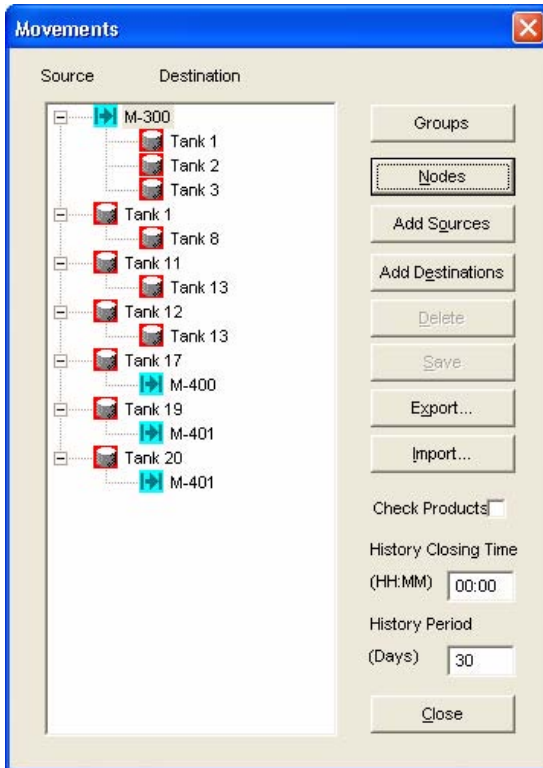 Movements
Source Destination
M-300
Tank 1
Tank 2
Tank 3
Tank 1
Tank 8
Tank 11
Tank 13
Tank 12
Tank 13
Tank 17
M-400
Tank 19
M-401
Tank 20
M-401
Groups
Nodes
Add Sources
Add Destinations
Delete
Save
Export...
Import...
Check Products
History Closing Time
(HH:MM) 00:00
History Period
(Days) 30
Close